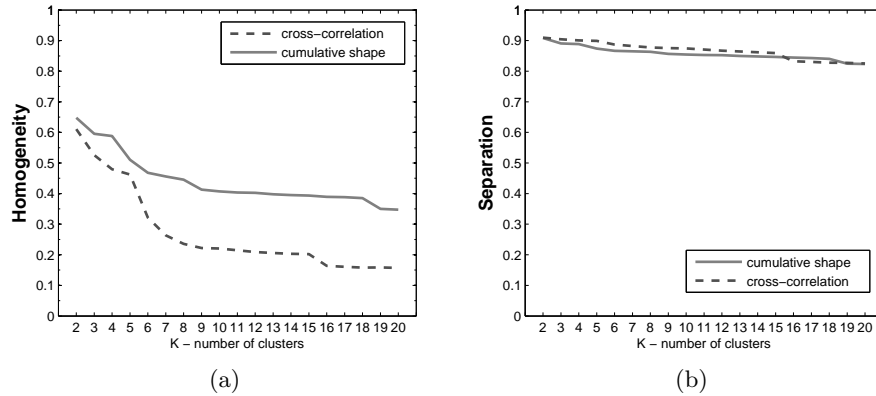 1
0.9
0.8
0.7
0.6
0.5
0.4
0.3
0.2
0.1
0
Homogeneity
cross−correlation
cumulative shape
2 3 4 5 6 7 8 9 10 11 12 13 14 15 16 17 18 19 20
K − number of clusters
(a)
1
0.9
0.8
0.7
0.6
0.5
0.4
0.3
0.2
0.1
0
Separation
cumulative shape
cross−correlation
2 3 4 5 6 7 8 9 10 11 12 13 14 15 16 17 18 19 20
K − number of clusters
(b)